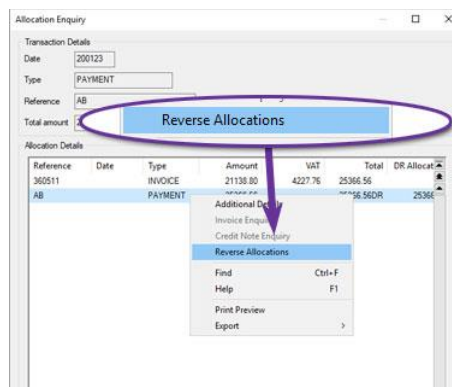 Allocation Enquiry
Transaction Details
Date 200123
Type PAYMENT
Reference AB
Total amount 2
Reverse Allocations
Allocation Details
Reference Date Type Amount VAT Total DR Allocat
360511 INVOICE 21138.80 4227.76 25366.56
AB PAYMENT 25366.56DR 25366
Additional
Invoice Enquiry
Credit Note Enquiry
Reverse Allocations
Find Ctrl+F
Help F1
Print Preview
Export